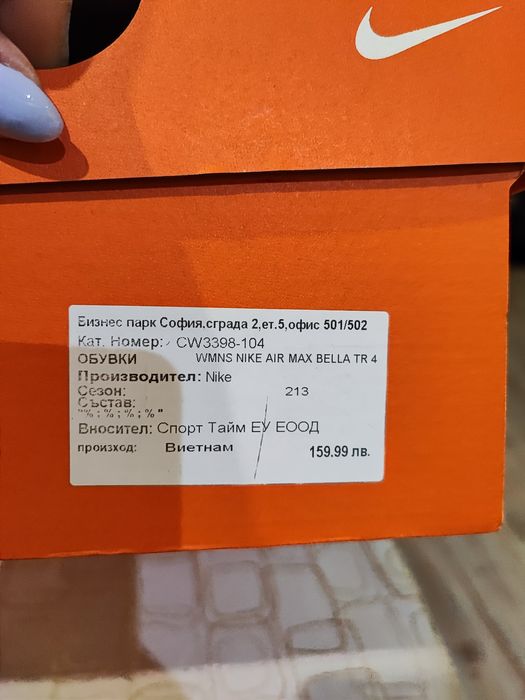 Бизнес парк София,сграда 2,ет.5,офис 501/502
Кат. Номер: CW3398-104
ОБУВКИ WMNS NIKE AIR MAX BELLA TR 4
Производител: Nike
Сезон: 213
Състав:
"% ; % ; % ; % "
Вносител: Спорт Тайм ЕУ ЕООД
произход: Виетнам 159.99 лв.